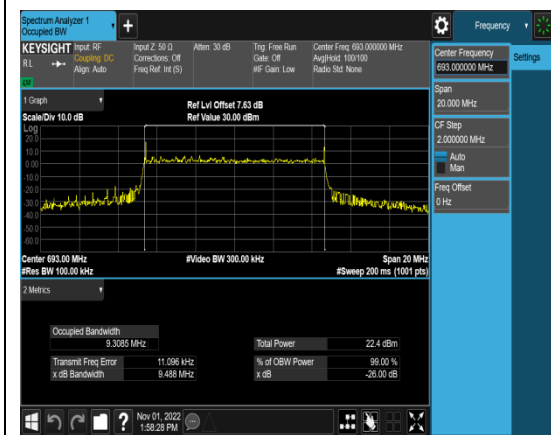 Spectrum Analyzer 1
Occupied BW
Frequency
KEYSIGHT
R L
Input: RF
Coupling: DC
Align: Auto
Input Z: 50 Ω
Corrections: Off
Freq Ref: Int (S)
Atten: 30 dB
Trig: Free Run
Gate: Off
#IF Gain: Low
Center Freq: 693.000000 MHz
Avg|Hold: 100/100
Radio Std: None
Center Frequency
693.000000 MHz
Settings
Span
20.000 MHz
CF Step
2.000000 MHz
Auto
Man
Freq Offset
0 Hz
1 Graph
Scale/Div 10.0 dB
Ref Lvl Offset 7.63 dB
Ref Value 30.00 dBm
Log
20.0
10.0
0.00
-10.0
-20.0
-30.0
-40.0
-50.0
-60.0
Center 693.00 MHz
#Video BW 300.00 kHz
Span 20 MHz
#Res BW 100.00 kHz
#Sweep 200 ms (1001 pts)
2 Metrics
Occupied Bandwidth
9.3085 MHz
Total Power
22.4 dBm
Transmit Freq Error
11.096 kHz
% of OBW Power
99.00 %
x dB Bandwidth
9.488 MHz
x dB
-26.00 dB
?
Nov 01, 2022
1:58:28 PM